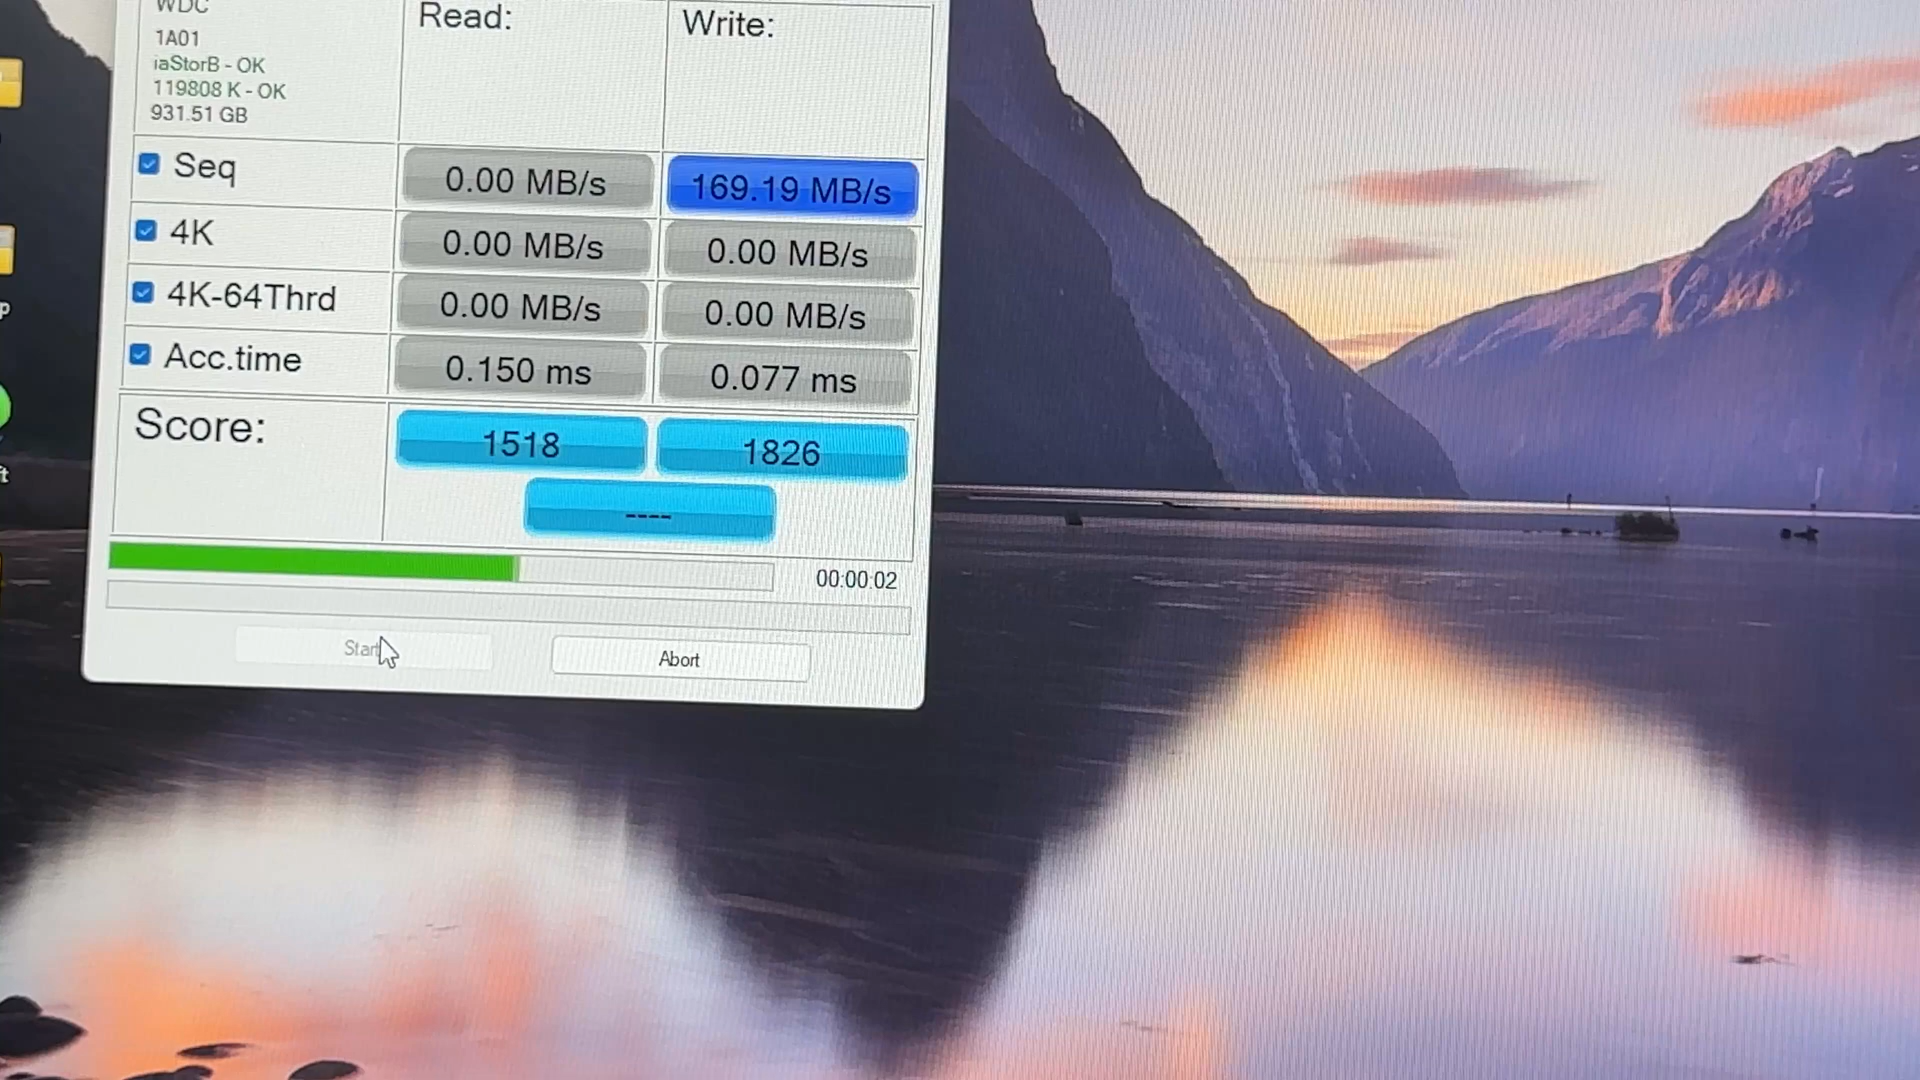 WDC
1A01
iaStorB - OK
119808 K - OK
931.51 GB
Read:
Write:
Seq
0.00 MB/s
169.19 MB/s
4K
0.00 MB/s
0.00 MB/s
4K-64Thrd
0.00 MB/s
0.00 MB/s
Acc.time
0.150 ms
0.077 ms
Score:
1518
1826
----
00:00:02
Start
Abort
p
t